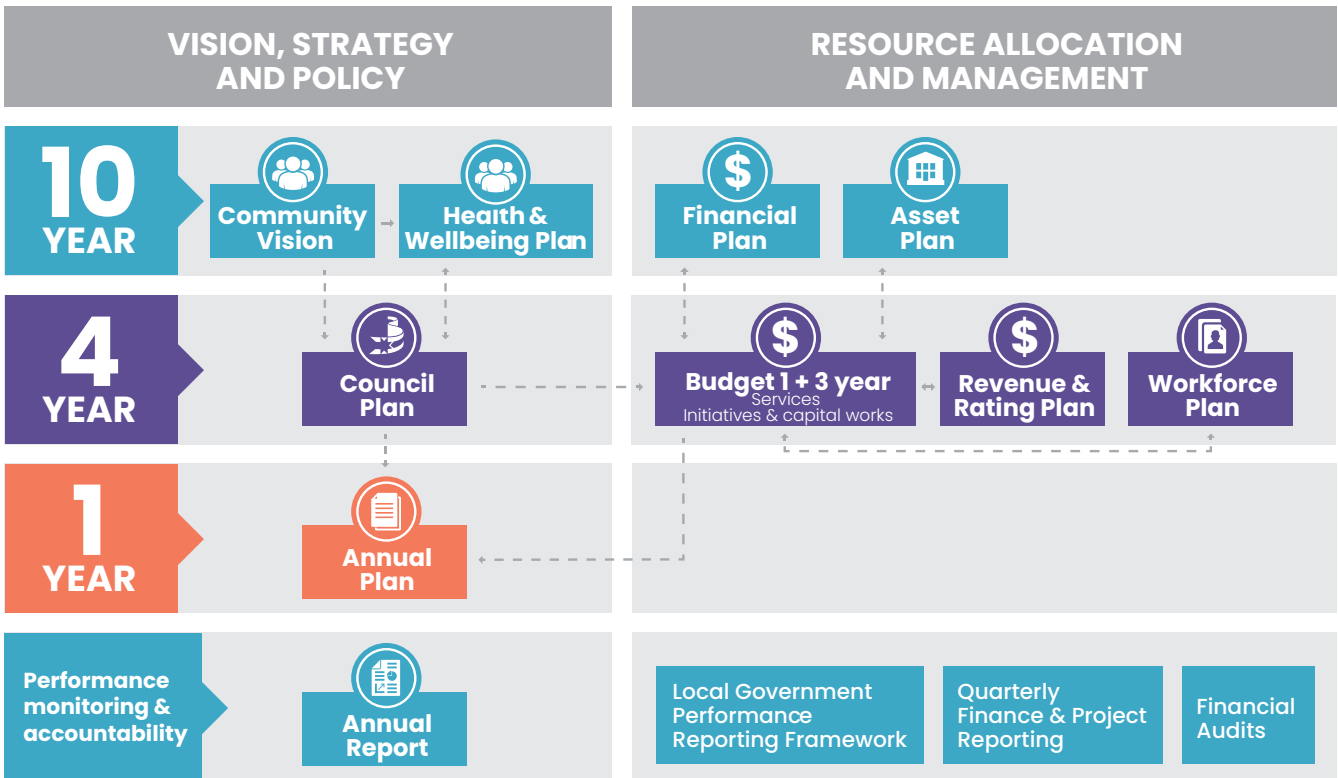 VISION, STRATEGY
AND POLICY
RESOURCE ALLOCATION
AND MANAGEMENT
10
YEAR
Community
Vision
Health &
Wellbeing Plan
$
Financial
Plan
Asset
Plan
4
YEAR
Council
Plan
$
Budget 1 + 3 year
Services
Initiatives & capital works
$
Revenue &
Rating Plan
Workforce
Plan
1
YEAR
Annual
Plan
Performance
monitoring &
accountability
Annual
Report
Local Government
Performance
Reporting Framework
Quarterly
Finance & Project
Reporting
Financial
Audits